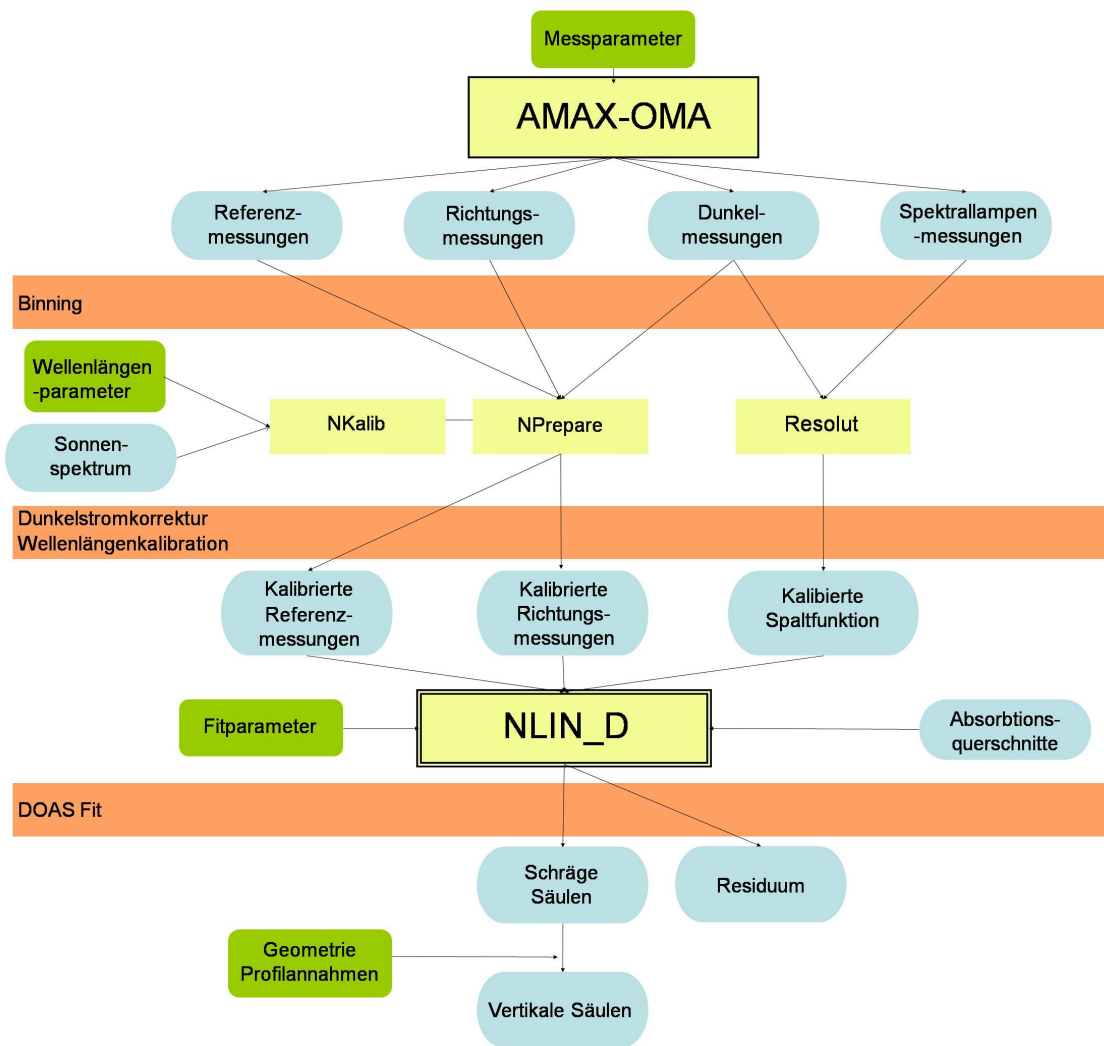 Messparameter
AMAX-OMA
Referenz-
messungen
Richtungs-
messungen
Dunkel-
messungen
Spektrallampen
-messungen
Binning
Wellenlängen
-parameter
Sonnen-
spektrum
NKalib
NPrepare
Resolut
Dunkelstromkorrektur
Wellenlängenkalibration
Kalibrierte
Referenz-
messungen
Kalibrierte
Richtungs-
messungen
Kalibierte
Spaltfunktion
Fitparameter
NLIN_D
Absorbtions-
querschnitte
DOAS Fit
Schräge
Säulen
Residuum
Geometrie
Profilannahmen
Vertikale Säulen